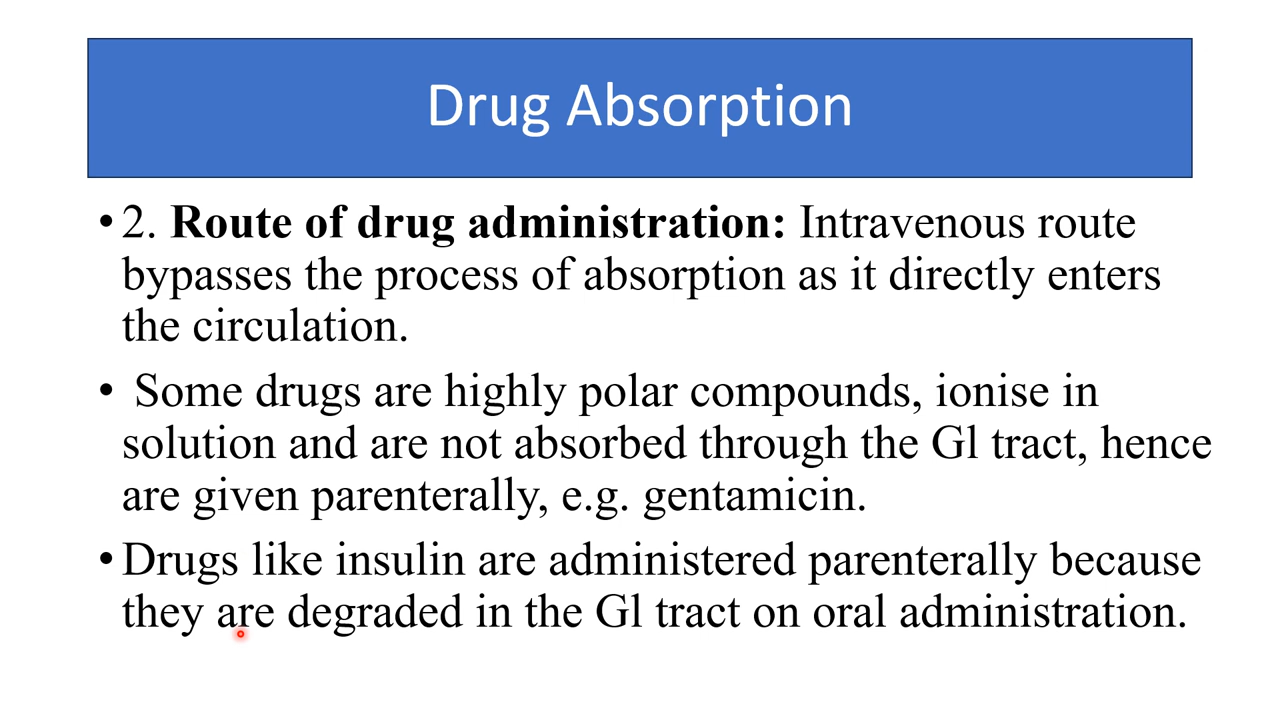 Drug Absorption
•2. Route of drug administration: Intravenous route
bypasses the process of absorption as it directly enters
the circulation.
• Some drugs are highly polar compounds, ionise in
solution and are not absorbed through the Gl tract, hence
are given parenterally, e.g. gentamicin.
•Drugs like insulin are administered parenterally because
they are degraded in the Gl tract on oral administration.